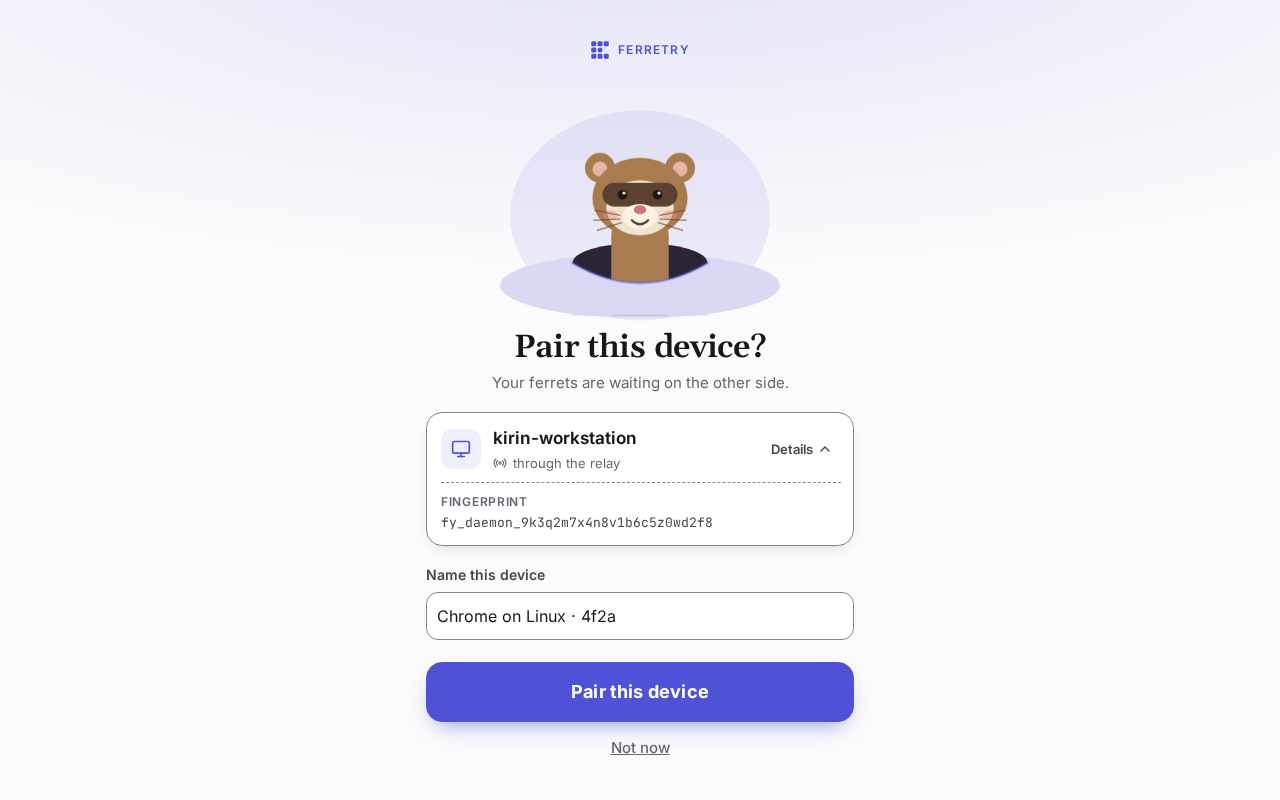 FERRETRY
Pair this device?
Your ferrets are waiting on the other side.
kirin-workstation
through the relay
Details
FINGERPRINT
fy_daemon_9k3q2m7x4n8v1b6c5z0wd2f8
Name this device
Chrome on Linux · 4f2a
Pair this device
Not now